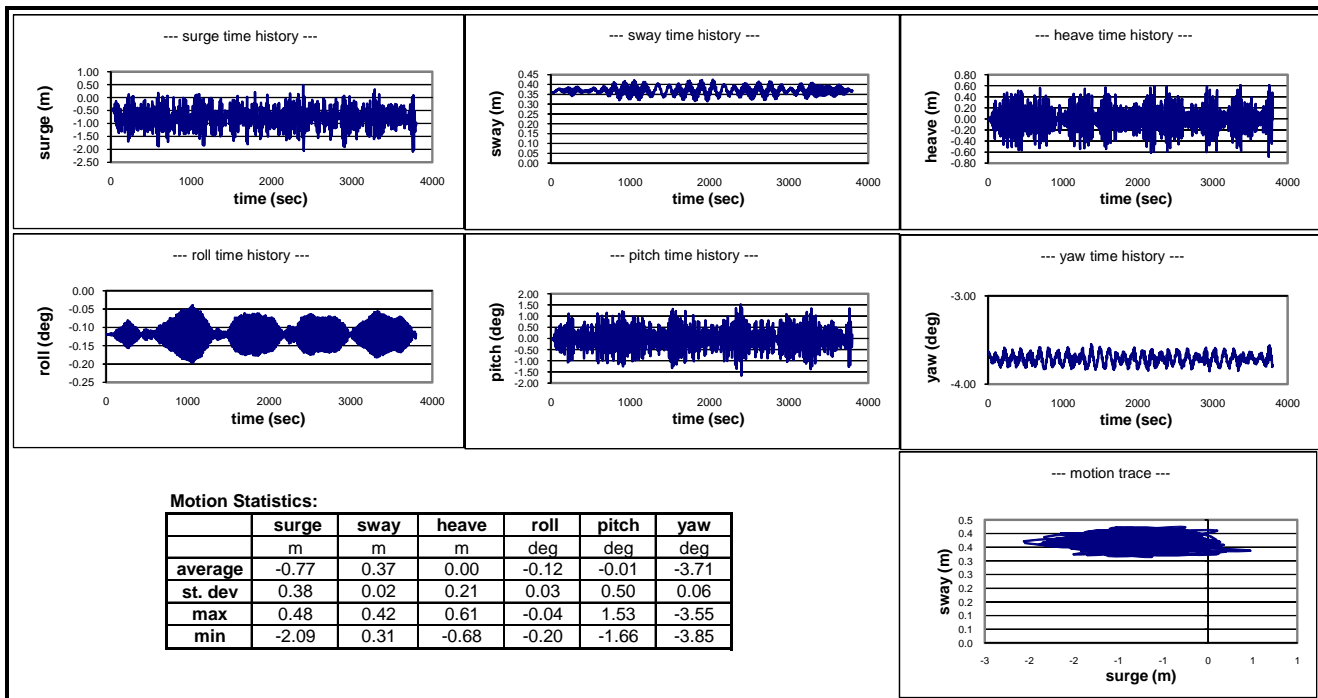 --- surge time history ---
surge (m)
1.00
0.50
0.00
-0.50
-1.00
-1.50
-2.00
-2.50
0 1000 2000 3000 4000
time (sec)
--- sway time history ---
sway (m)
0.45
0.40
0.35
0.30
0.25
0.20
0.15
0.10
0.05
0.00
0 1000 2000 3000 4000
time (sec)
--- heave time history ---
heave (m)
0.80
0.60
0.40
0.20
0.00
-0.20
-0.40
-0.60
-0.80
0 1000 2000 3000 4000
time (sec)
--- roll time history ---
roll (deg)
0.00
-0.05
-0.10
-0.15
-0.20
-0.25
0 1000 2000 3000 4000
time (sec)
--- pitch time history ---
pitch (deg)
2.00
1.50
1.00
0.50
0.00
-0.50
-1.00
-1.50
-2.00
0 1000 2000 3000 4000
time (sec)
--- yaw time history ---
yaw (deg)
-3.00
-4.00
0 1000 2000 3000 4000
time (sec)
Motion Statistics:
surge sway heave roll pitch yaw
m m m deg deg deg
average -0.77 0.37 0.00 -0.12 -0.01 -3.71
st. dev 0.38 0.02 0.21 0.03 0.50 0.06
max 0.48 0.42 0.61 -0.04 1.53 -3.55
min -2.09 0.31 -0.68 -0.20 -1.66 -3.85
--- motion trace ---
sway (m)
0.5
0.4
0.4
0.3
0.3
0.2
0.2
0.1
0.1
0.0
-3 -2 -2 -1 -1 0 1 1
surge (m)